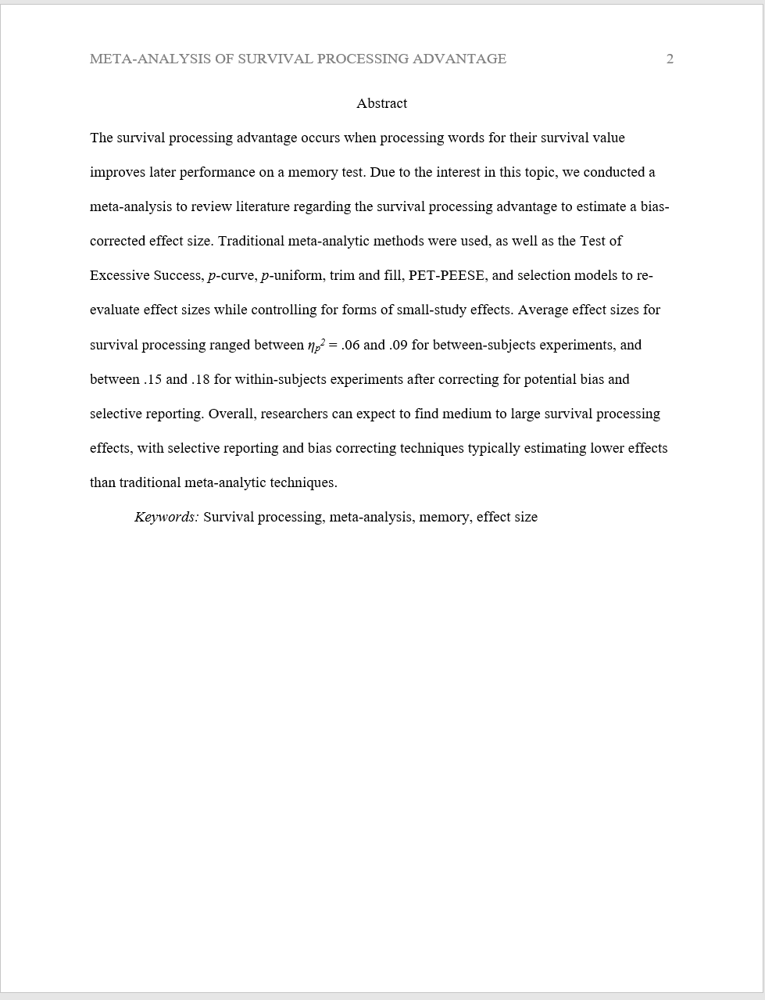 META-ANALYSIS OF SURVIVAL PROCESSING ADVANTAGE 2
Abstract
The survival processing advantage occurs when processing words for their survival value
improves later performance on a memory test. Due to the interest in this topic, we conducted a
meta-analysis to review literature regarding the survival processing advantage to estimate a bias-
corrected effect size. Traditional meta-analytic methods were used, as well as the Test of
Excessive Success, p-curve, p-uniform, trim and fill, PET-PEESE, and selection models to re-
evaluate effect sizes while controlling for forms of small-study effects. Average effect sizes for
survival processing ranged between ηp² = .06 and .09 for between-subjects experiments, and
between .15 and .18 for within-subjects experiments after correcting for potential bias and
selective reporting. Overall, researchers can expect to find medium to large survival processing
effects, with selective reporting and bias correcting techniques typically estimating lower effects
than traditional meta-analytic techniques.
Keywords: Survival processing, meta-analysis, memory, effect size